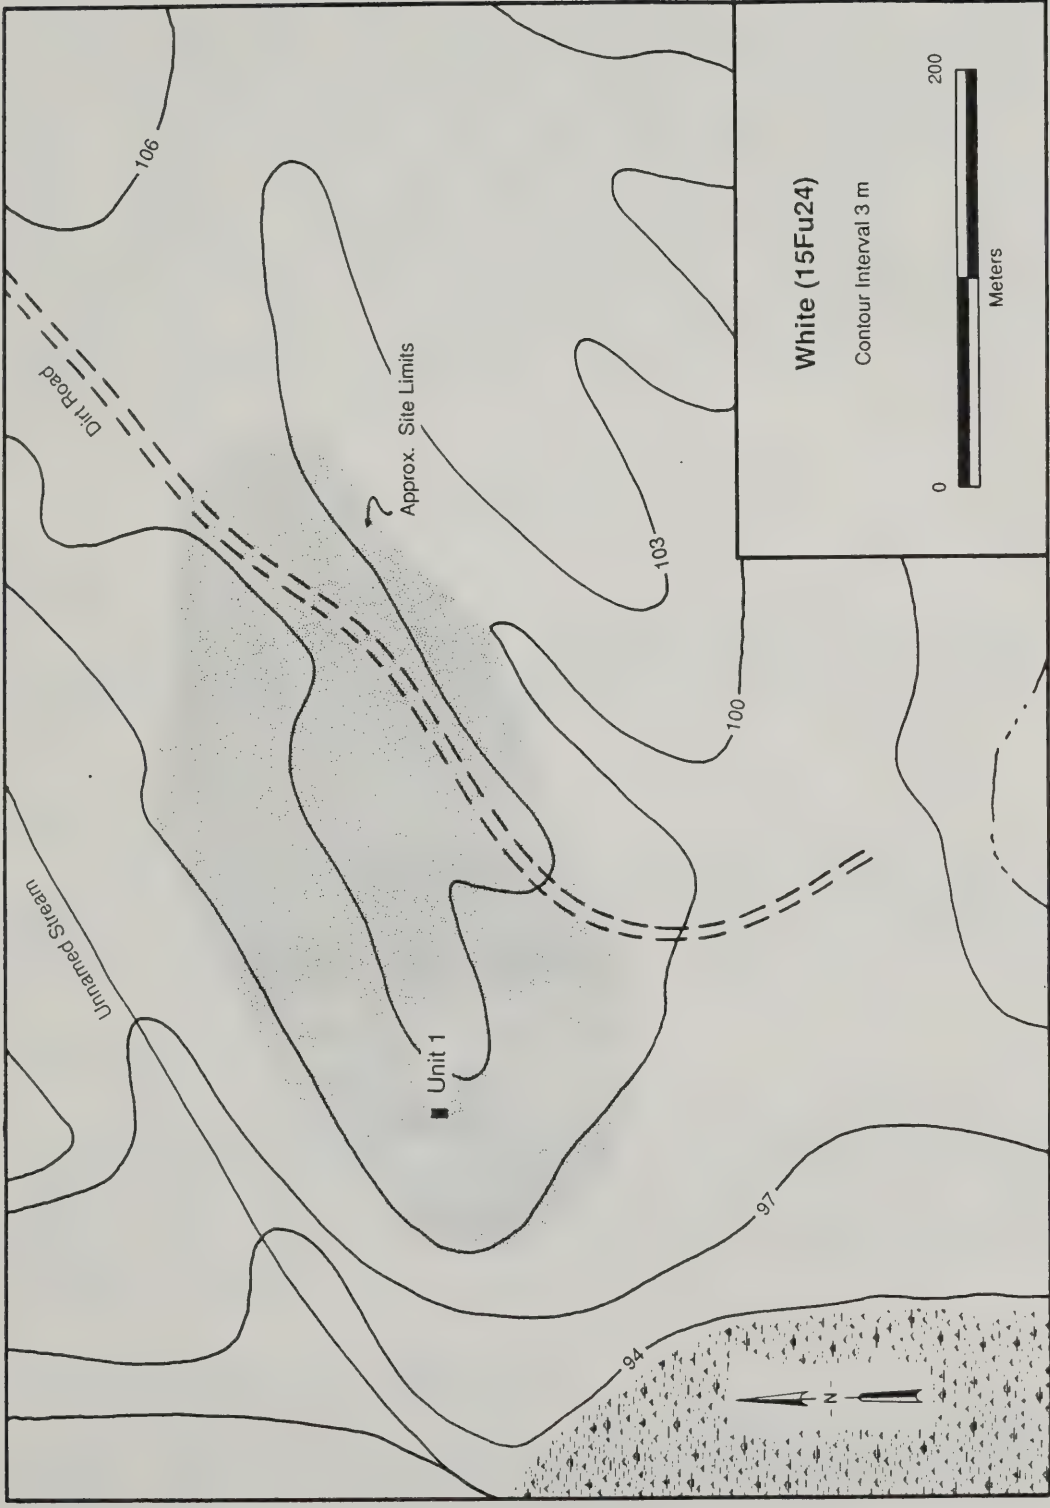 106
Dirt Road
Approx. Site Limits
Unnamed Stream
Unit 1
103
100
97
94
N
White (15Fu24)
Contour Interval 3 m
0
200
Meters